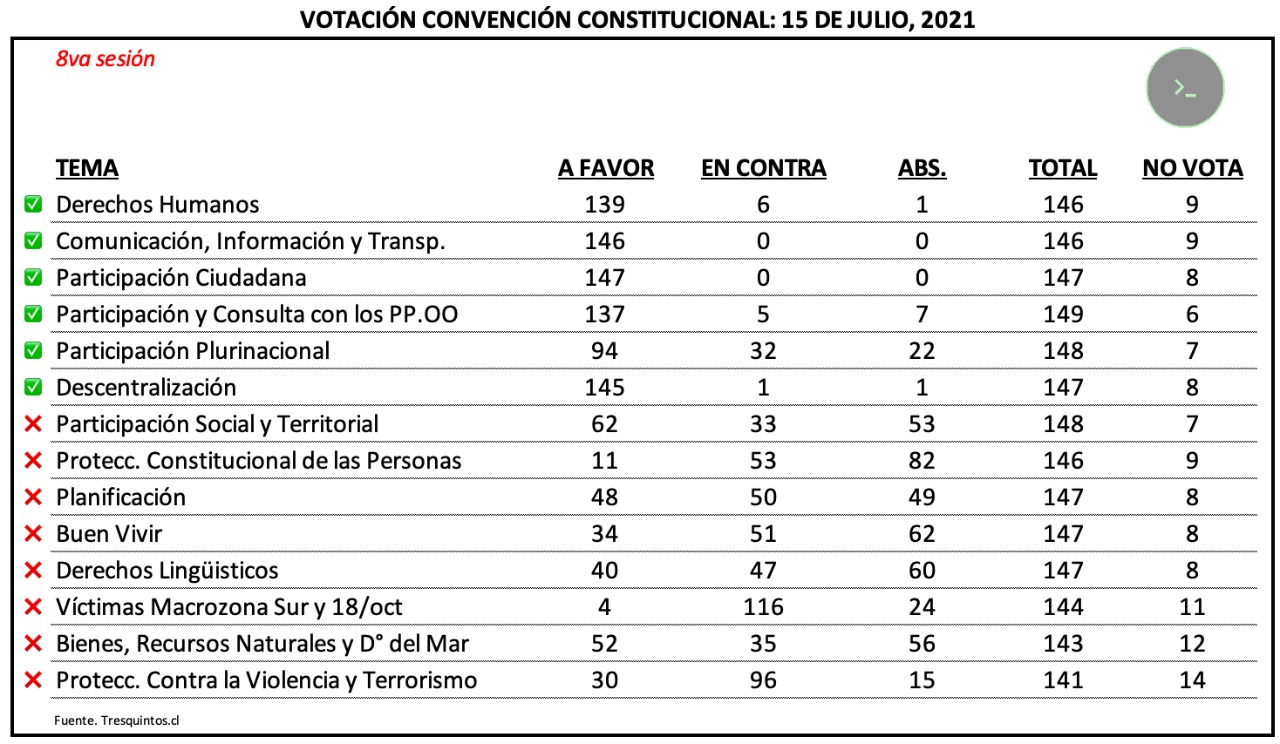 VOTACIÓN CONVENCIÓN CONSTITUCIONAL: 15 DE JULIO, 2021
8va sesión
>_
TEMA A FAVOR EN CONTRA ABS. TOTAL NO VOTA
✅ Derechos Humanos 139 6 1 146 9
✅ Comunicación, Información y Transp. 146 0 0 146 9
✅ Participación Ciudadana 147 0 0 147 8
✅ Participación y Consulta con los PP.OO 137 5 7 149 6
✅ Participación Plurinacional 94 32 22 148 7
✅ Descentralización 145 1 1 147 8
❌ Participación Social y Territorial 62 33 53 148 7
❌ Protecc. Constitucional de las Personas 11 53 82 146 9
❌ Planificación 48 50 49 147 8
❌ Buen Vivir 34 51 62 147 8
❌ Derechos Lingüisticos 40 47 60 147 8
❌ Víctimas Macrozona Sur y 18/oct 4 116 24 144 11
❌ Bienes, Recursos Naturales y D° del Mar 52 35 56 143 12
❌ Protecc. Contra la Violencia y Terrorismo 30 96 15 141 14
Fuente. Tresquintos.cl